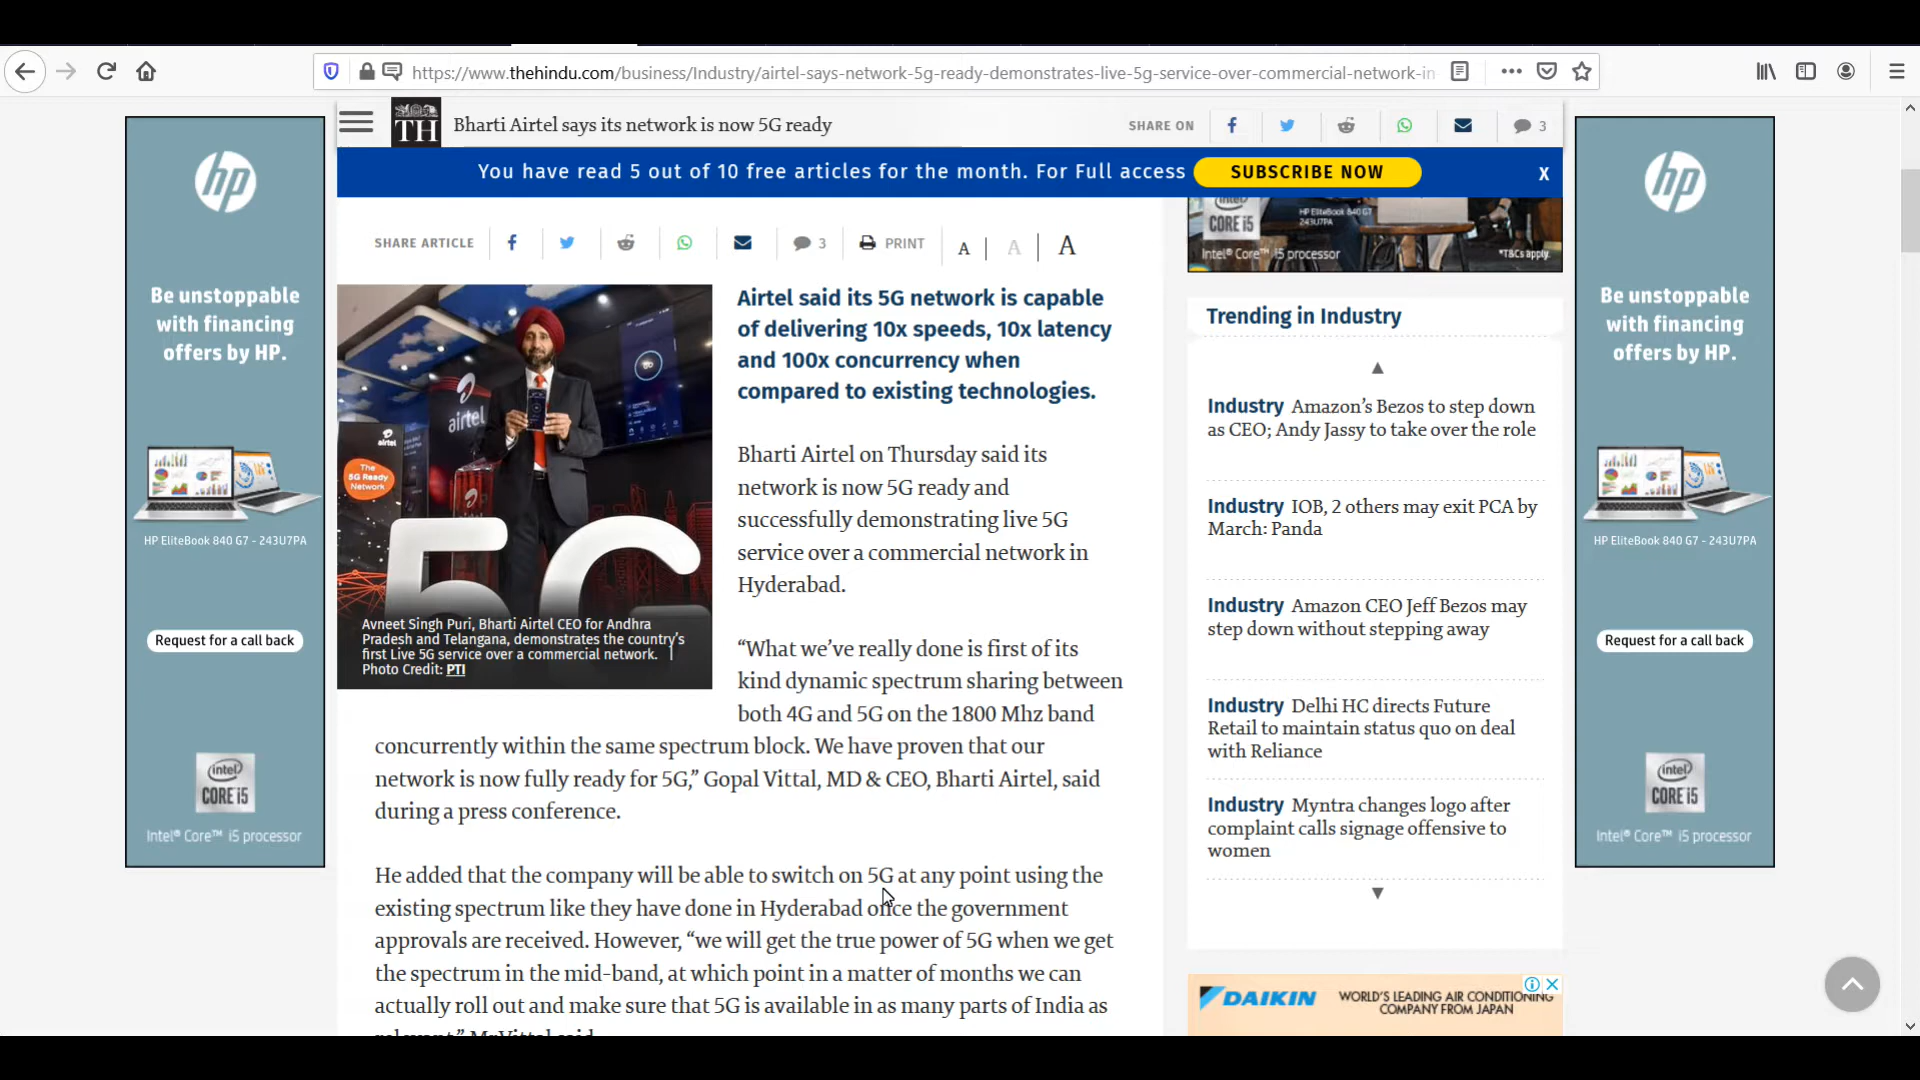 https://www.thehindu.com/business/Industry/airtel-says-network-5g-ready-demonstrates-live-5g-service-over-commercial-network-in
TH
Bharti Airtel says its network is now 5G ready
SHARE ON
3
You have read 5 out of 10 free articles for the month. For Full access
SUBSCRIBE NOW
X
hp
Be unstoppable
with financing
offers by HP.
HP EliteBook 840 G7 - 243U7PA
Request for a call back
intel
CORE i5
Intel® Core™ i5 processor
SHARE ARTICLE
3
PRINT
A
A
A
airtel
airtel
The
5G Ready
Network
5G
Avneet Singh Puri, Bharti Airtel CEO for Andhra
Pradesh and Telangana, demonstrates the country's
first Live 5G service over a commercial network. |
Photo Credit: PTI
Airtel said its 5G network is capable
of delivering 10x speeds, 10x latency
and 100x concurrency when
compared to existing technologies.
Bharti Airtel on Thursday said its
network is now 5G ready and
successfully demonstrating live 5G
service over a commercial network in
Hyderabad.
“What we’ve really done is first of its
kind dynamic spectrum sharing between
both 4G and 5G on the 1800 Mhz band
concurrently within the same spectrum block. We have proven that our
network is now fully ready for 5G,” Gopal Vittal, MD & CEO, Bharti Airtel, said
during a press conference.
He added that the company will be able to switch on 5G at any point using the
existing spectrum like they have done in Hyderabad once the government
approvals are received. However, “we will get the true power of 5G when we get
the spectrum in the mid-band, at which point in a matter of months we can
actually roll out and make sure that 5G is available in as many parts of India as
relevant,” Mr Vittal said.
intel
CORE i5
HP EliteBook 840 G7
243U7PA
Intel® Core™ i5 processor
*T&Cs apply.
Trending in Industry
Industry Amazon’s Bezos to step down
as CEO; Andy Jassy to take over the role
Industry IOB, 2 others may exit PCA by
March: Panda
Industry Amazon CEO Jeff Bezos may
step down without stepping away
Industry Delhi HC directs Future
Retail to maintain status quo on deal
with Reliance
Industry Myntra changes logo after
complaint calls signage offensive to
women
DAIKIN
WORLD'S LEADING AIR CONDITIONING
COMPANY FROM JAPAN
hp
Be unstoppable
with financing
offers by HP.
HP EliteBook 840 G7 - 243U7PA
Request for a call back
intel
CORE i5
Intel® Core™ i5 processor